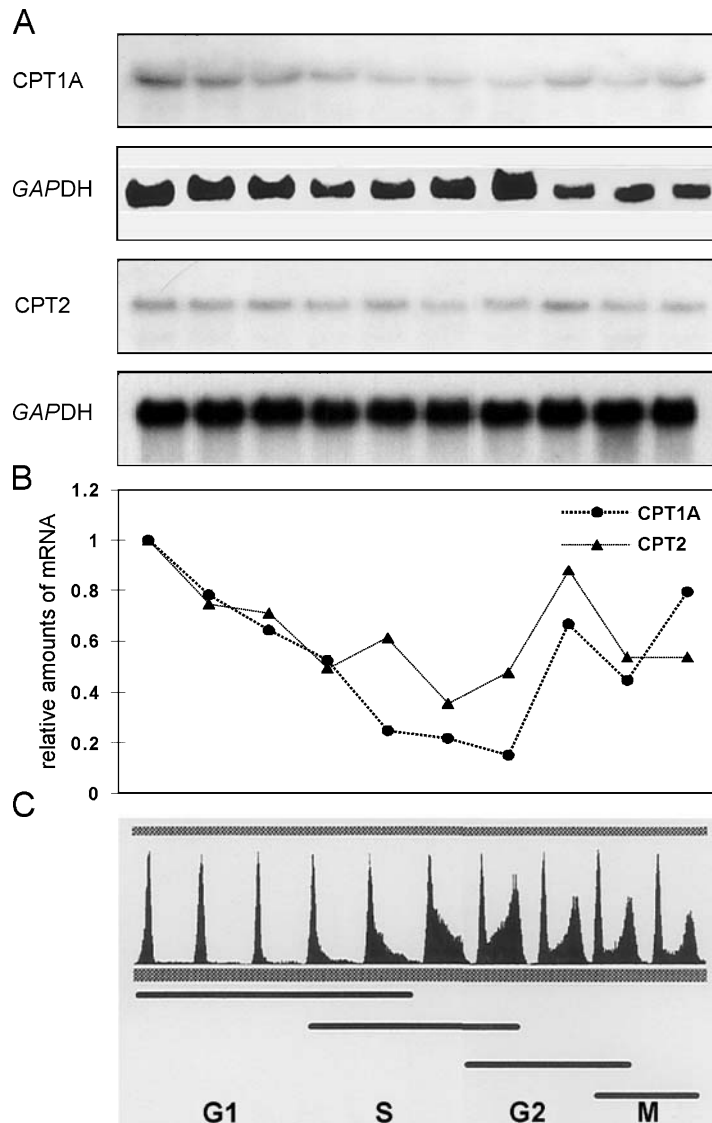 A
CPT1A
GAPDH
CPT2
GAPDH
B
relative amounts of mRNA
1.2
1
0.8
0.6
0.4
0.2
0
CPT1A
CPT2
C
G1 S G2 M